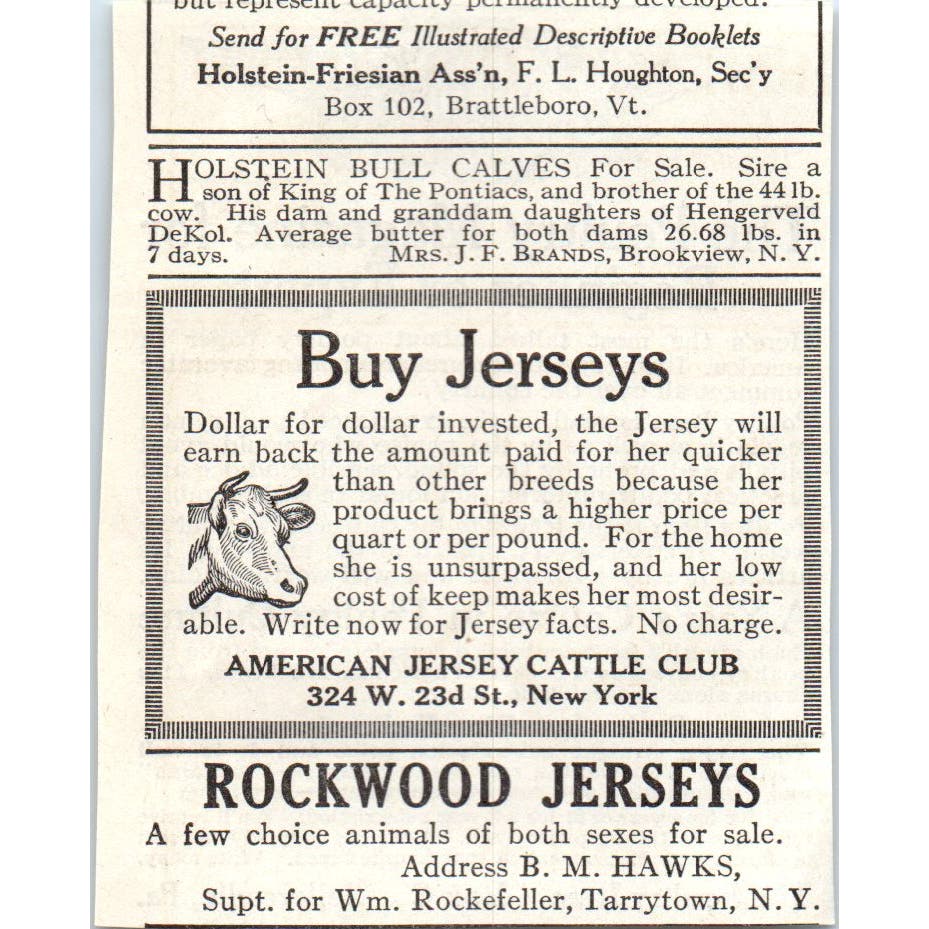 but represent capacity permanently developed.
Send for FREE Illustrated Descriptive Booklets
Holstein-Friesian Ass'n, F. L. Houghton, Sec'y
Box 102, Brattleboro, Vt.
HOLSTEIN BULL CALVES For Sale. Sire a
son of King of The Pontiacs, and brother of the 44 lb.
cow. His dam and granddam daughters of Hengerveld
DeKol. Average butter for both dams 26.68 lbs. in
7 days. MRS. J. F. BRANDS, Brookview, N. Y.
Buy Jerseys
Dollar for dollar invested, the Jersey will
earn back the amount paid for her quicker
than other breeds because her
product brings a higher price per
quart or per pound. For the home
she is unsurpassed, and her low
cost of keep makes her most desir-
able. Write now for Jersey facts. No charge.
AMERICAN JERSEY CATTLE CLUB
324 W. 23d St., New York
ROCKWOOD JERSEYS
A few choice animals of both sexes for sale.
Address B. M. HAWKS,
Supt. for Wm. Rockefeller, Tarrytown, N. Y.